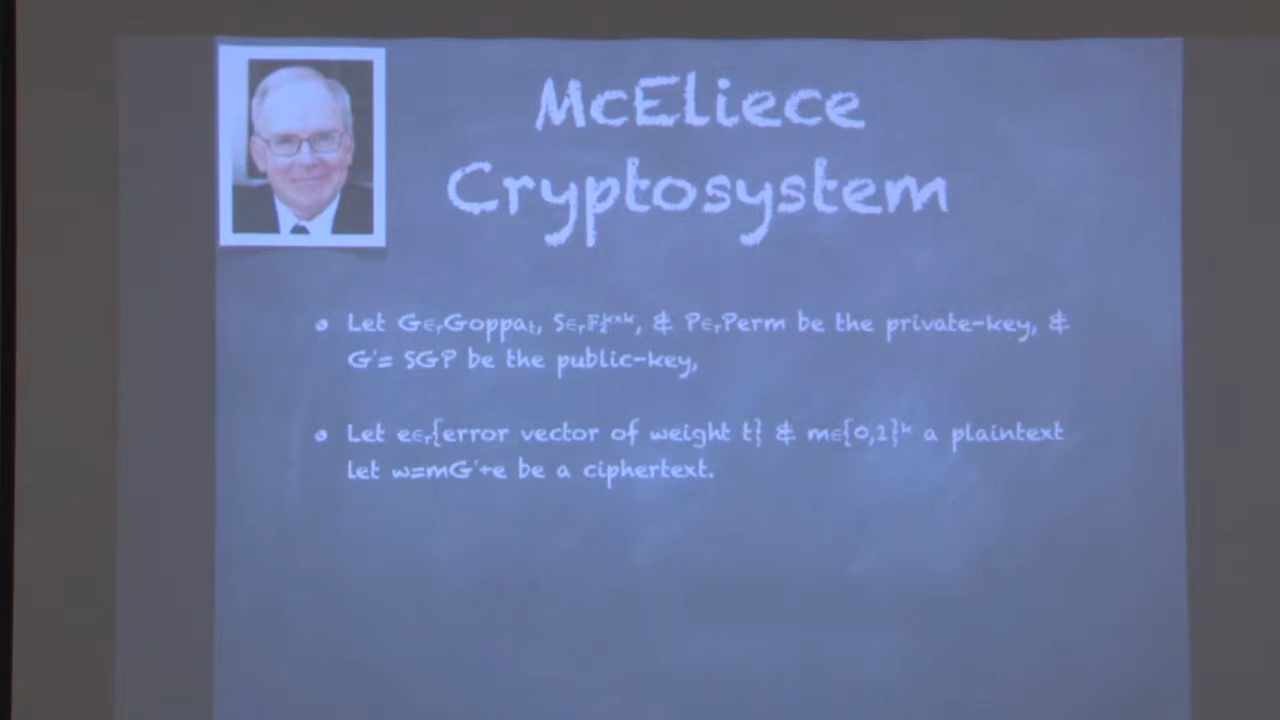 McEliece
Cryptosystem
• Let G∈ᵣGoppaₜ, S∈ᵣ𝔽₂ᵏˣᵏ, & P∈ᵣPerm be the private-key, &
G'= SGP be the public-key,
• Let e∈ᵣ{error vector of weight t} & m∈{0,1}ᵏ a plaintext
let w=mG'+e be a ciphertext.